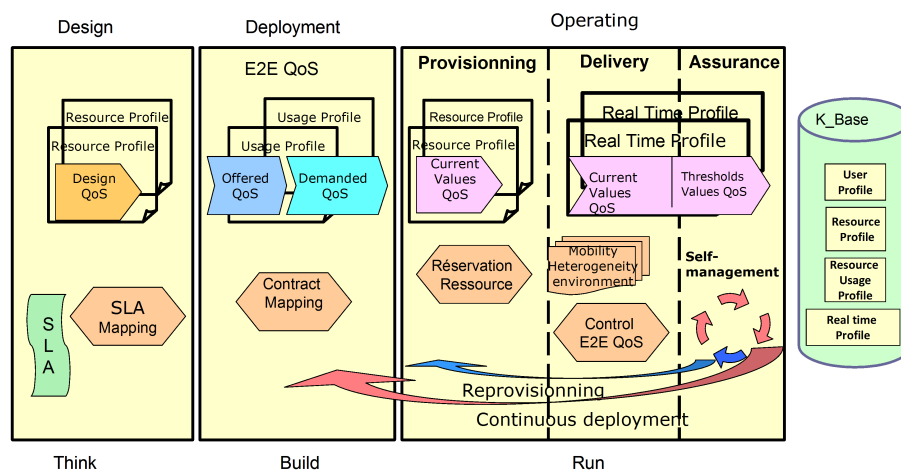 Design
Deployment
Operating
E2E QoS
Provisionning
Delivery
Assurance
Resource Profile
Resource Profile
Design
QoS
Usage Profile
Usage Profile
Offered
QoS
Demanded
QoS
Resource Profile
Resource Profile
Current
Values QoS
Real Time Profile
Real Time Profile
Current
Values
QoS
Thresholds
Values QoS
K_Base
User
Profile
Resource
Profile
Resource
Usage
Profile
Real time
Profile
S
L
A
SLA
Mapping
Contract
Mapping
Réservation
Ressource
Mobility
Heterogeneity
environment
Control
E2E QoS
Self-
management
Reprovisionning
Continuous deployment
Think
Build
Run